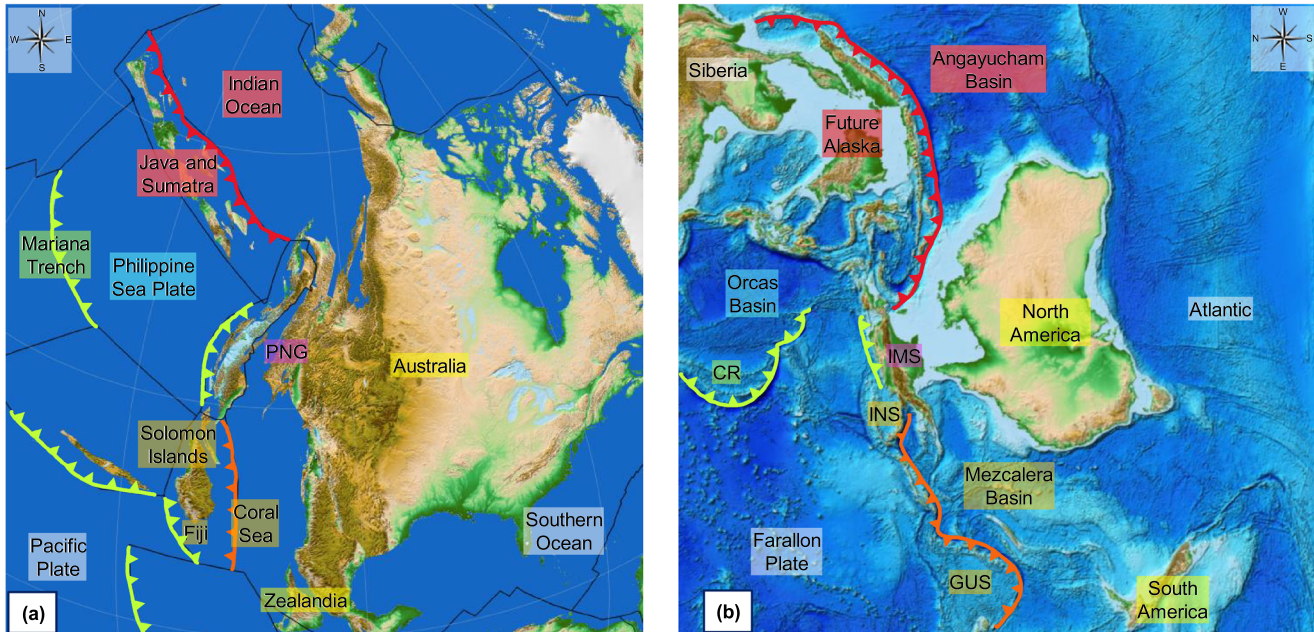 N
W
E
S
Indian
Ocean
Java and
Sumatra
Mariana
Trench
Philippine
Sea Plate
PNG
Australia
Solomon
Islands
Fiji
Coral
Sea
Southern
Ocean
Pacific
Plate
Zealandia
(a)
W
N
S
E
Siberia
Angayucham
Basin
Future
Alaska
Orcas
Basin
North
America
Atlantic
CR
IMS
INS
Mezcalera
Basin
Farallon
Plate
GUS
South
America
(b)